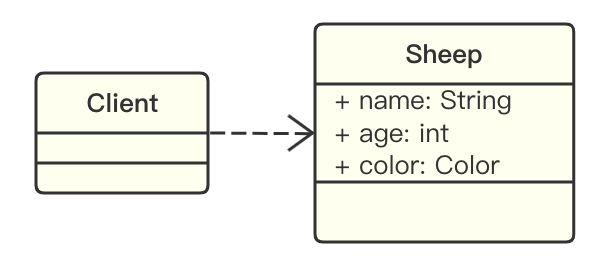 Client
Sheep
+ name: String
+ age: int
+ color: Color